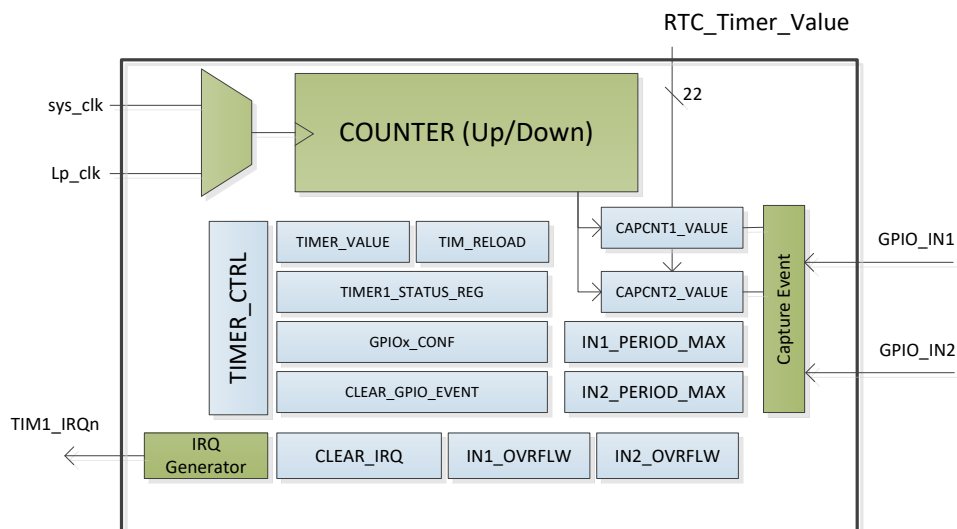 RTC_Timer_Value
22
sys_clk
Lp_clk
COUNTER (Up/Down)
TIMER_CTRL
TIMER_VALUE
TIM_RELOAD
CAPCNT1_VALUE
TIMER1_STATUS_REG
CAPCNT2_VALUE
GPIOx_CONF
IN1_PERIOD_MAX
CLEAR_GPIO_EVENT
IN2_PERIOD_MAX
Capture Event
GPIO_IN1
GPIO_IN2
TIM1_IRQn
IRQ
Generator
CLEAR_IRQ
IN1_OVRFLW
IN2_OVRFLW